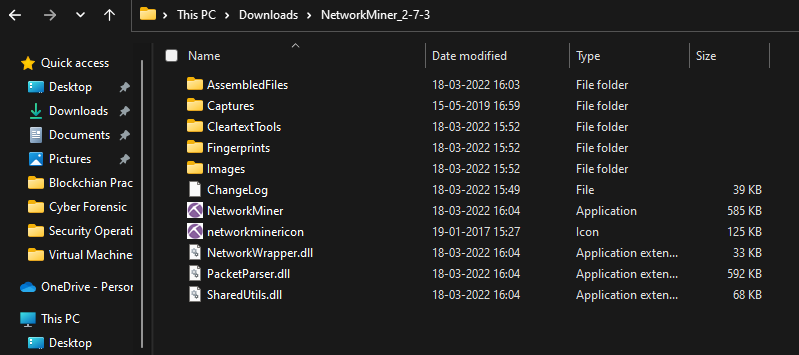 This PC > Downloads > NetworkMiner_2-7-3
Quick access
Desktop
Downloads
Documents
Pictures
Blockchian Prac
Cyber Forensic
Security Operati
Virtual Machine
OneDrive - Person
This PC
Desktop
Name Date modified Type Size
AssembledFiles 18-03-2022 16:03 File folder
Captures 15-05-2019 16:59 File folder
CleartextTools 18-03-2022 15:52 File folder
Fingerprints 18-03-2022 15:52 File folder
Images 18-03-2022 15:52 File folder
ChangeLog 18-03-2022 15:49 File 39 KB
NetworkMiner 18-03-2022 16:04 Application 585 KB
networkminericon 19-01-2017 15:27 Icon 125 KB
NetworkWrapper.dll 18-03-2022 16:04 Application exten... 33 KB
PacketParser.dll 18-03-2022 16:04 Application exten... 592 KB
SharedUtils.dll 18-03-2022 16:04 Application exten... 68 KB